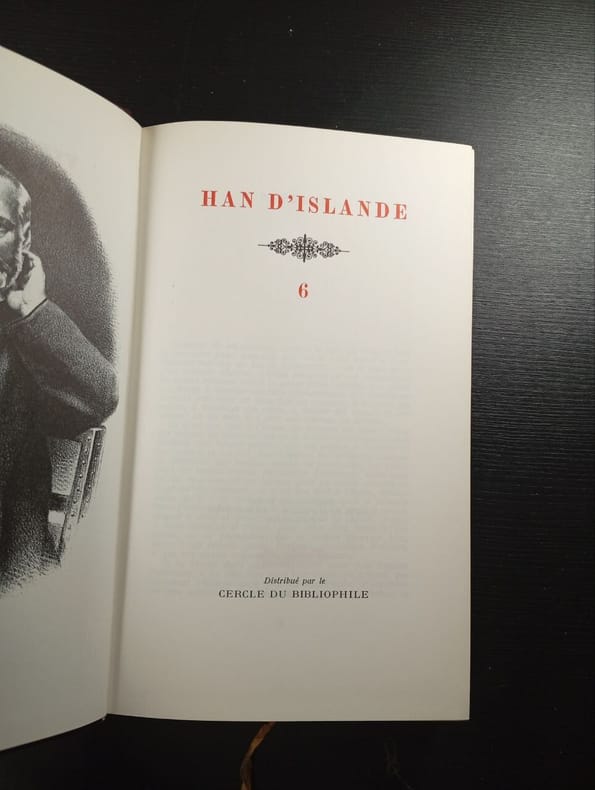 HAN D'ISLANDE
6
Distribué par le
CERCLE DU BIBLIOPHILE